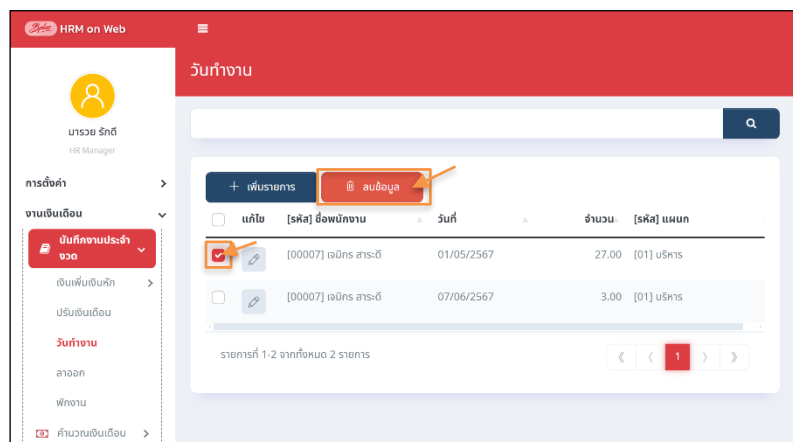 Bplus HRM on Web
วันทำงาน
มารวย รักดี
HR Manager
การตั้งค่า
งานเงินเดือน
บันทึกงานประจำ
งวด
เงินเพิ่มเงินหัก
ปรับเงินเดือน
วันทำงาน
ลาออก
พักงาน
คำนวณเงินเดือน
+ เพิ่มรายการ ลบข้อมูล
แก้ไข [รหัส] ชื่อพนักงาน วันที่ จำนวน [รหัส] แผนก
[00007] เจมิกร สาระดี 01/05/2567 27.00 [01] บริหาร
[00007] เจมิกร สาระดี 07/06/2567 3.00 [01] บริหาร
รายการที่ 1-2 จากทั้งหมด 2 รายการ
《 〈 1 〉 》